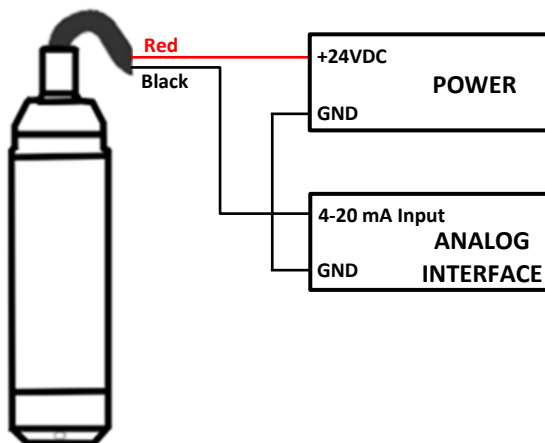 Red
Black
+24VDC
POWER
GND
4-20 mA Input
ANALOG
INTERFACE
GND